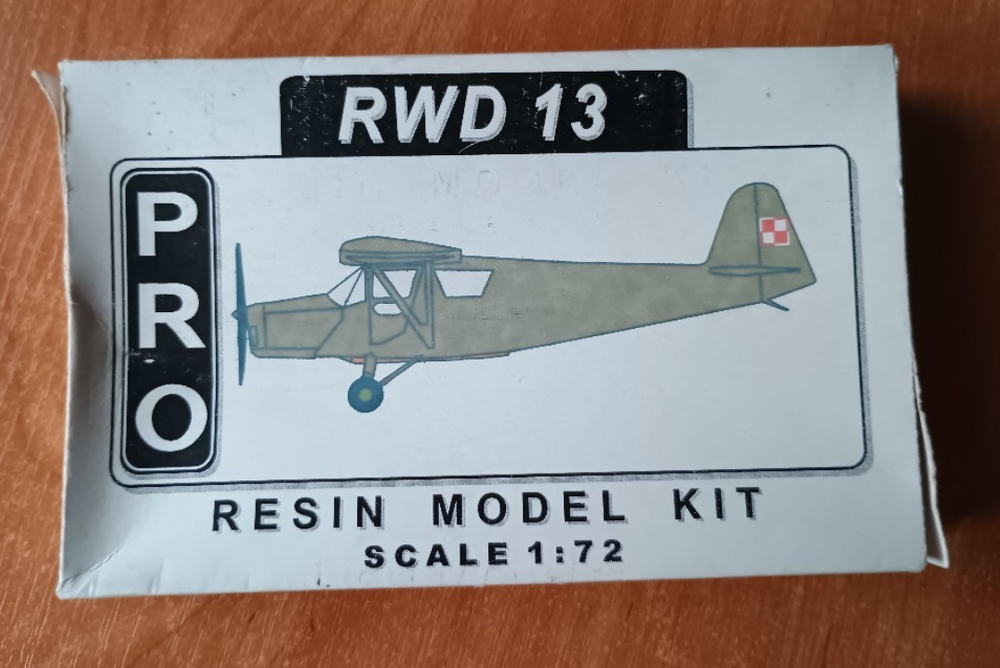 RWD 13
PRO
RESIN MODEL KIT
SCALE 1:72